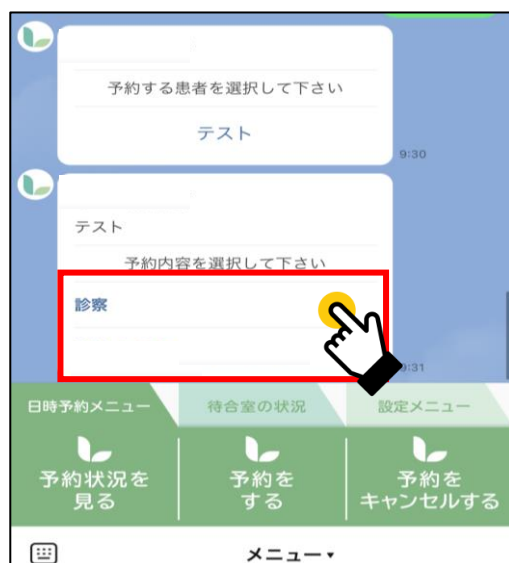 予約する患者を選択して下さい
テスト
9:30
テスト
予約内容を選択して下さい
診察
9:31
日時予約メニュー
待合室の状況
設定メニュー
予約状況を
見る
予約を
する
予約を
キャンセルする
メニュー▾